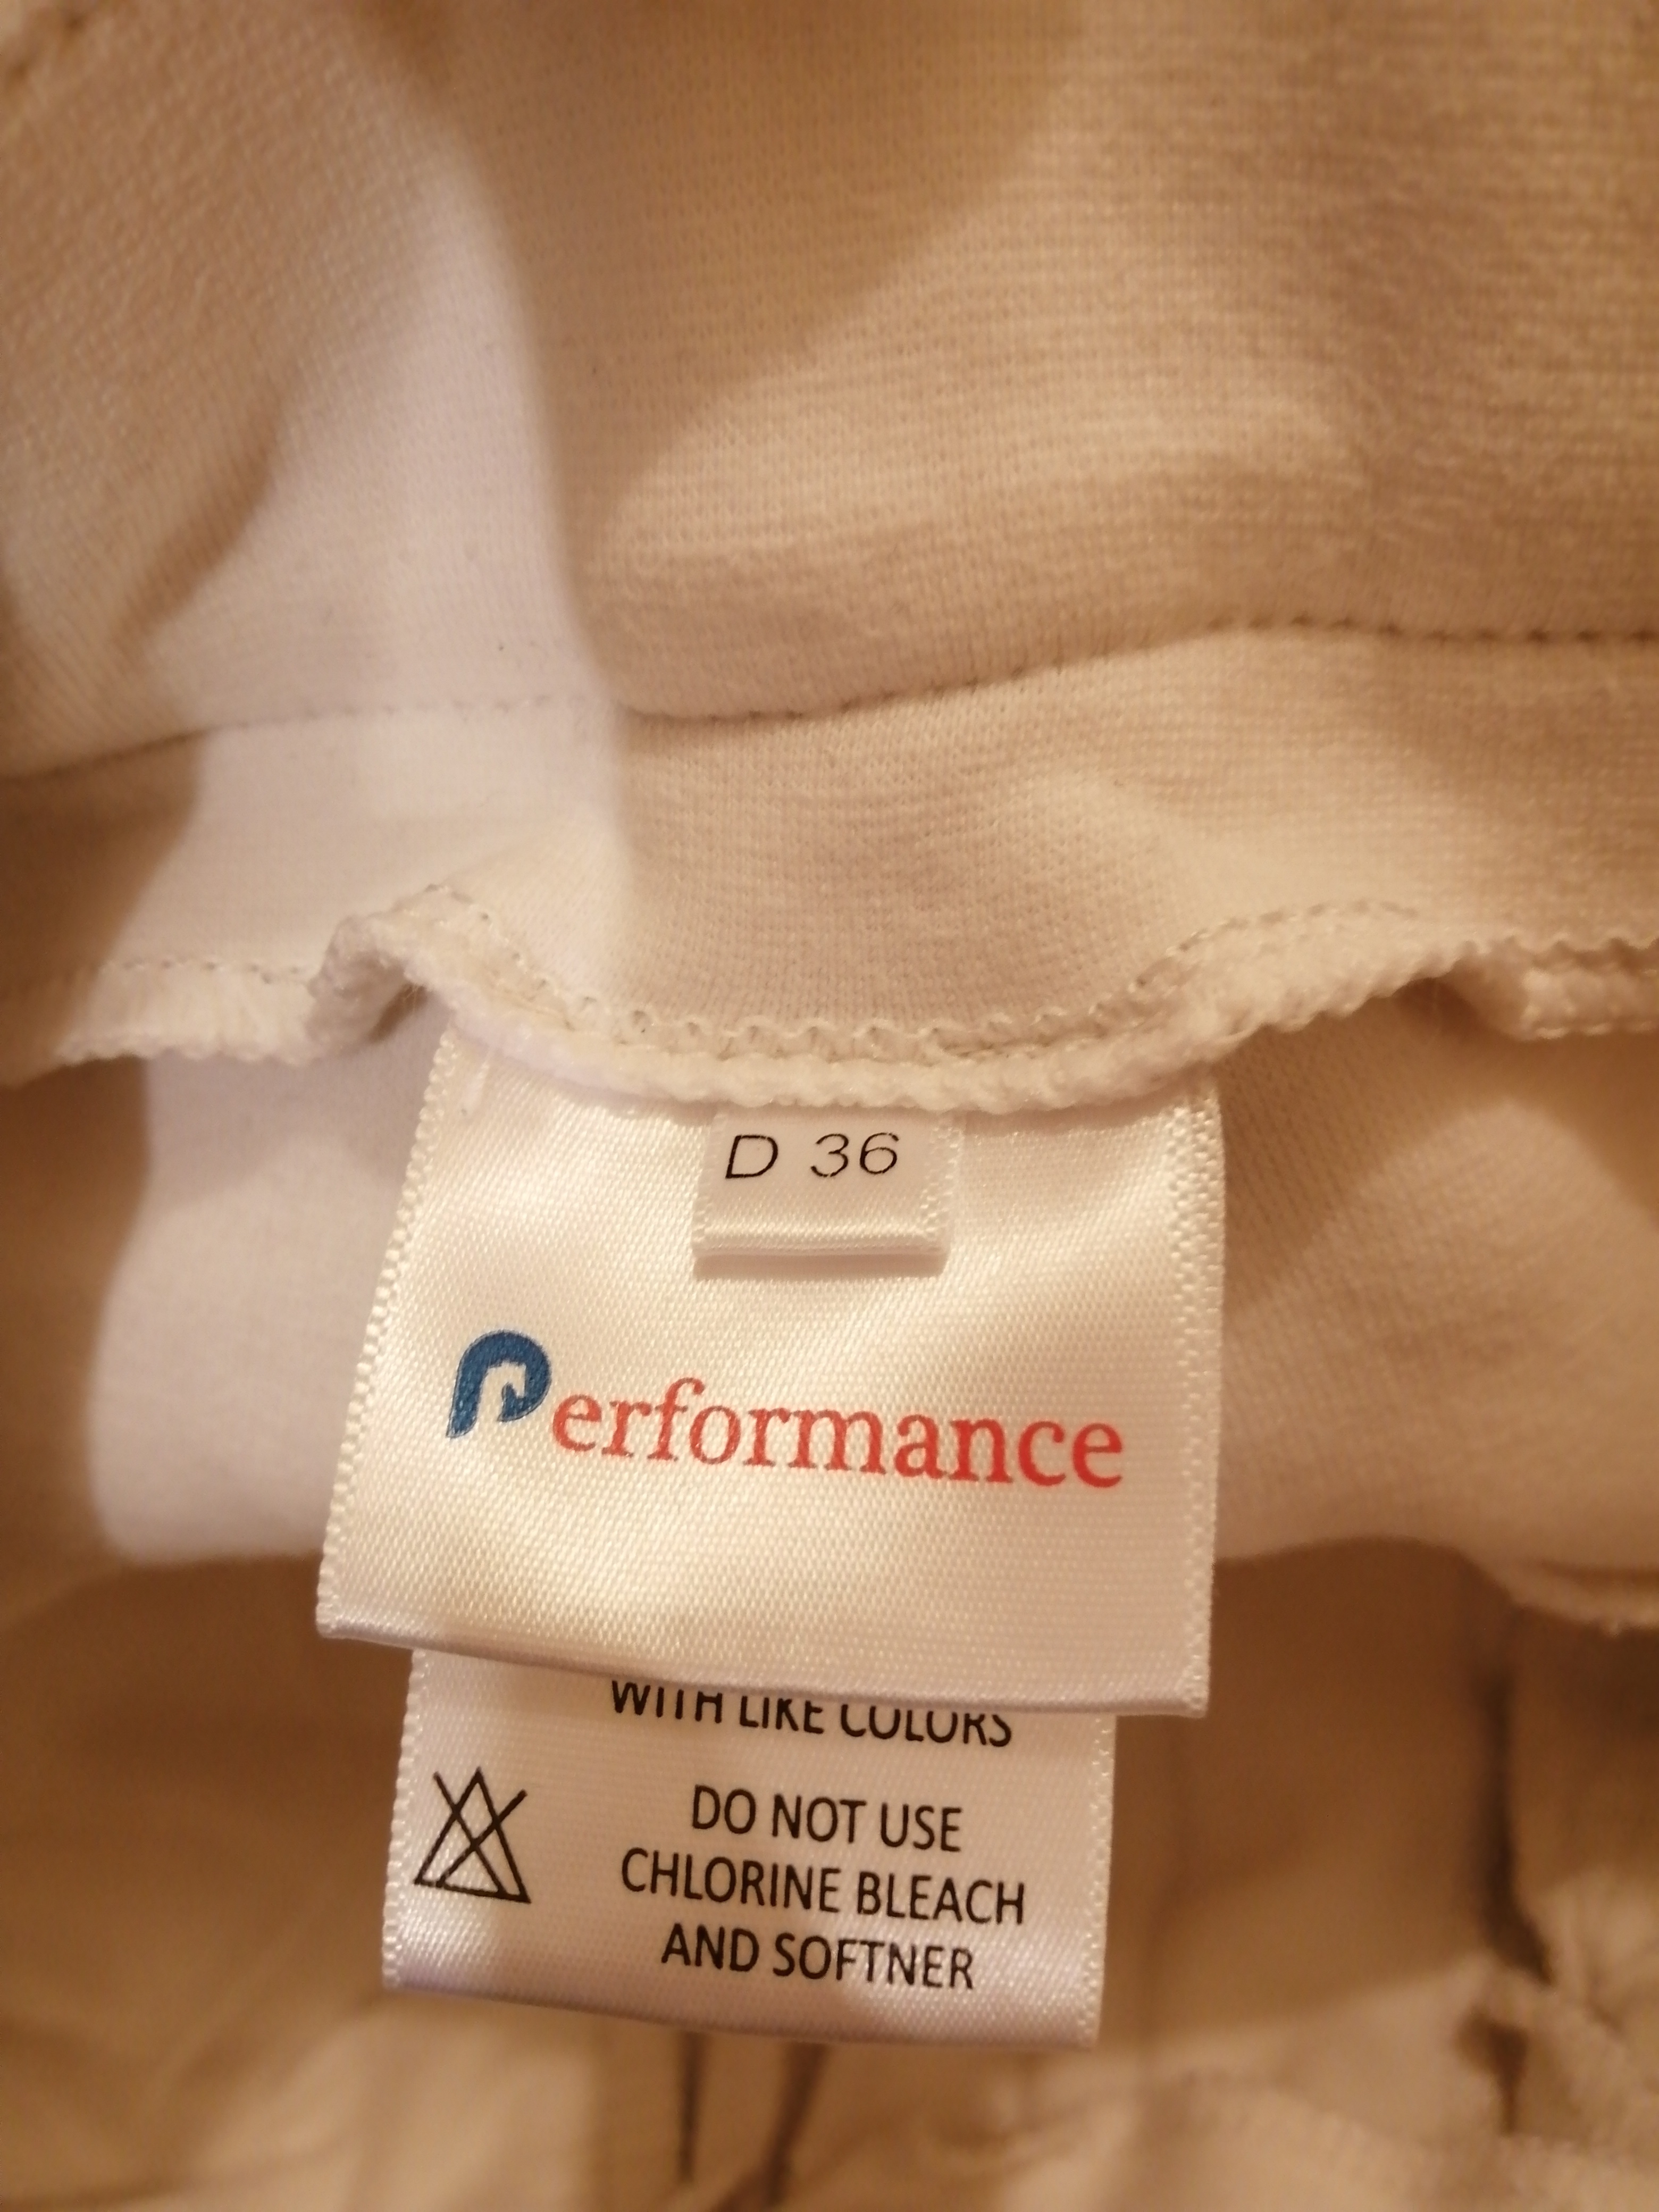 D 36
Performance
WITH LIKE COLORS
DO NOT USE
CHLORINE BLEACH
AND SOFTNER